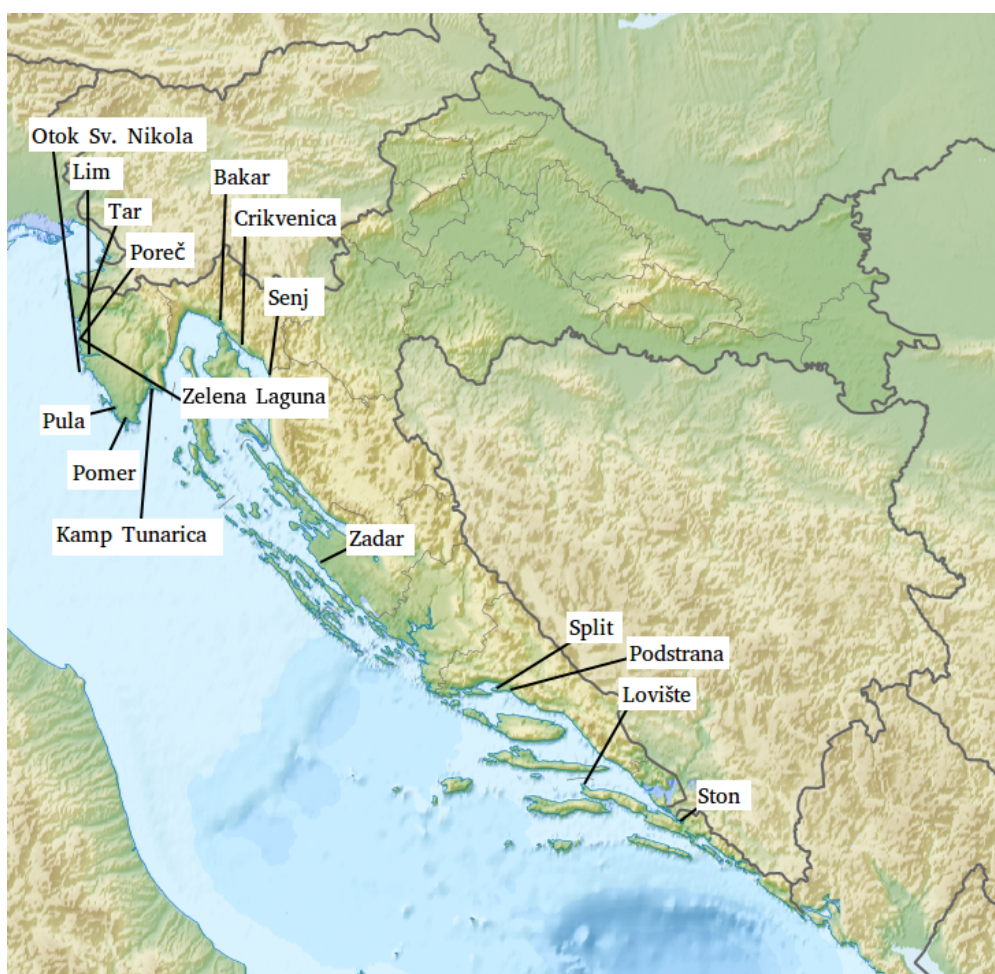 Otok Sv. Nikola
Lim
Bakar
Tar
Crikvenica
Poreč
Senj
Zelena Laguna
Pula
Pomer
Kamp Tunarica
Zadar
Split
Podstrana
Lovište
Ston